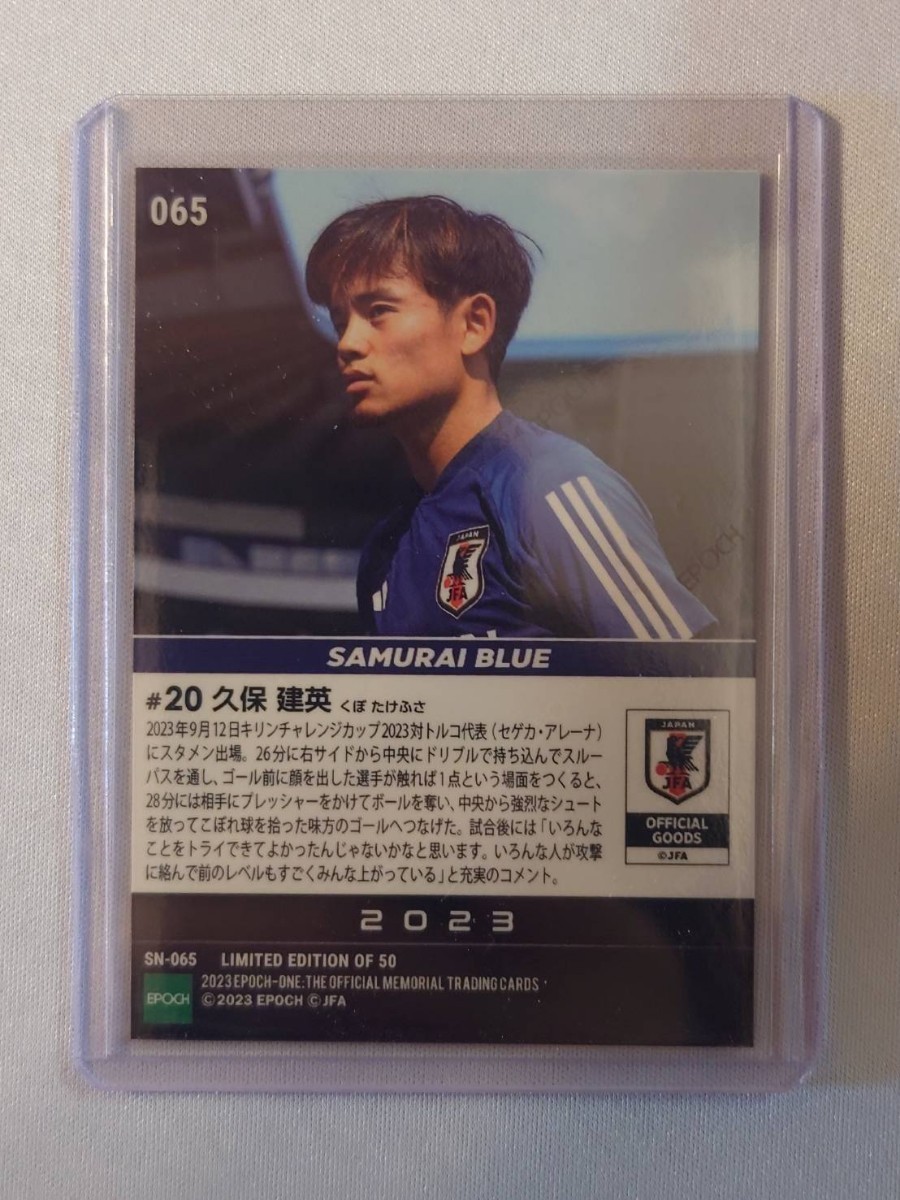 065
JAPAN
JFA
EPOCH
SAMURAI BLUE
#20 久保 建英 くぼ たけふさ
2023年9月12日キリンチャレンジカップ2023対トルコ代表（セゲカ・アレーナ）
にスタメン出場。26分に右サイドから中央にドリブルで持ち込んでスルー
パスを通し、ゴール前に顔を出した選手が触れば1点という場面をつくると、
28分には相手にプレッシャーをかけてボールを奪い、中央から強烈なシュート
を放ってこぼれ球を拾った味方のゴールへつなげた。試合後には「いろんな
ことをトライできてよかったんじゃないかなと思います。いろんな人が攻撃
に絡んで前のレベルもすごくみんな上がっている」と充実のコメント。
JAPAN
JFA
OFFICIAL
GOODS
©JFA
2023
SN-065 LIMITED EDITION OF 50
2023 EPOCH-ONE:THE OFFICIAL MEMORIAL TRADING CARDS
EPOCH ©2023 EPOCH ©JFA